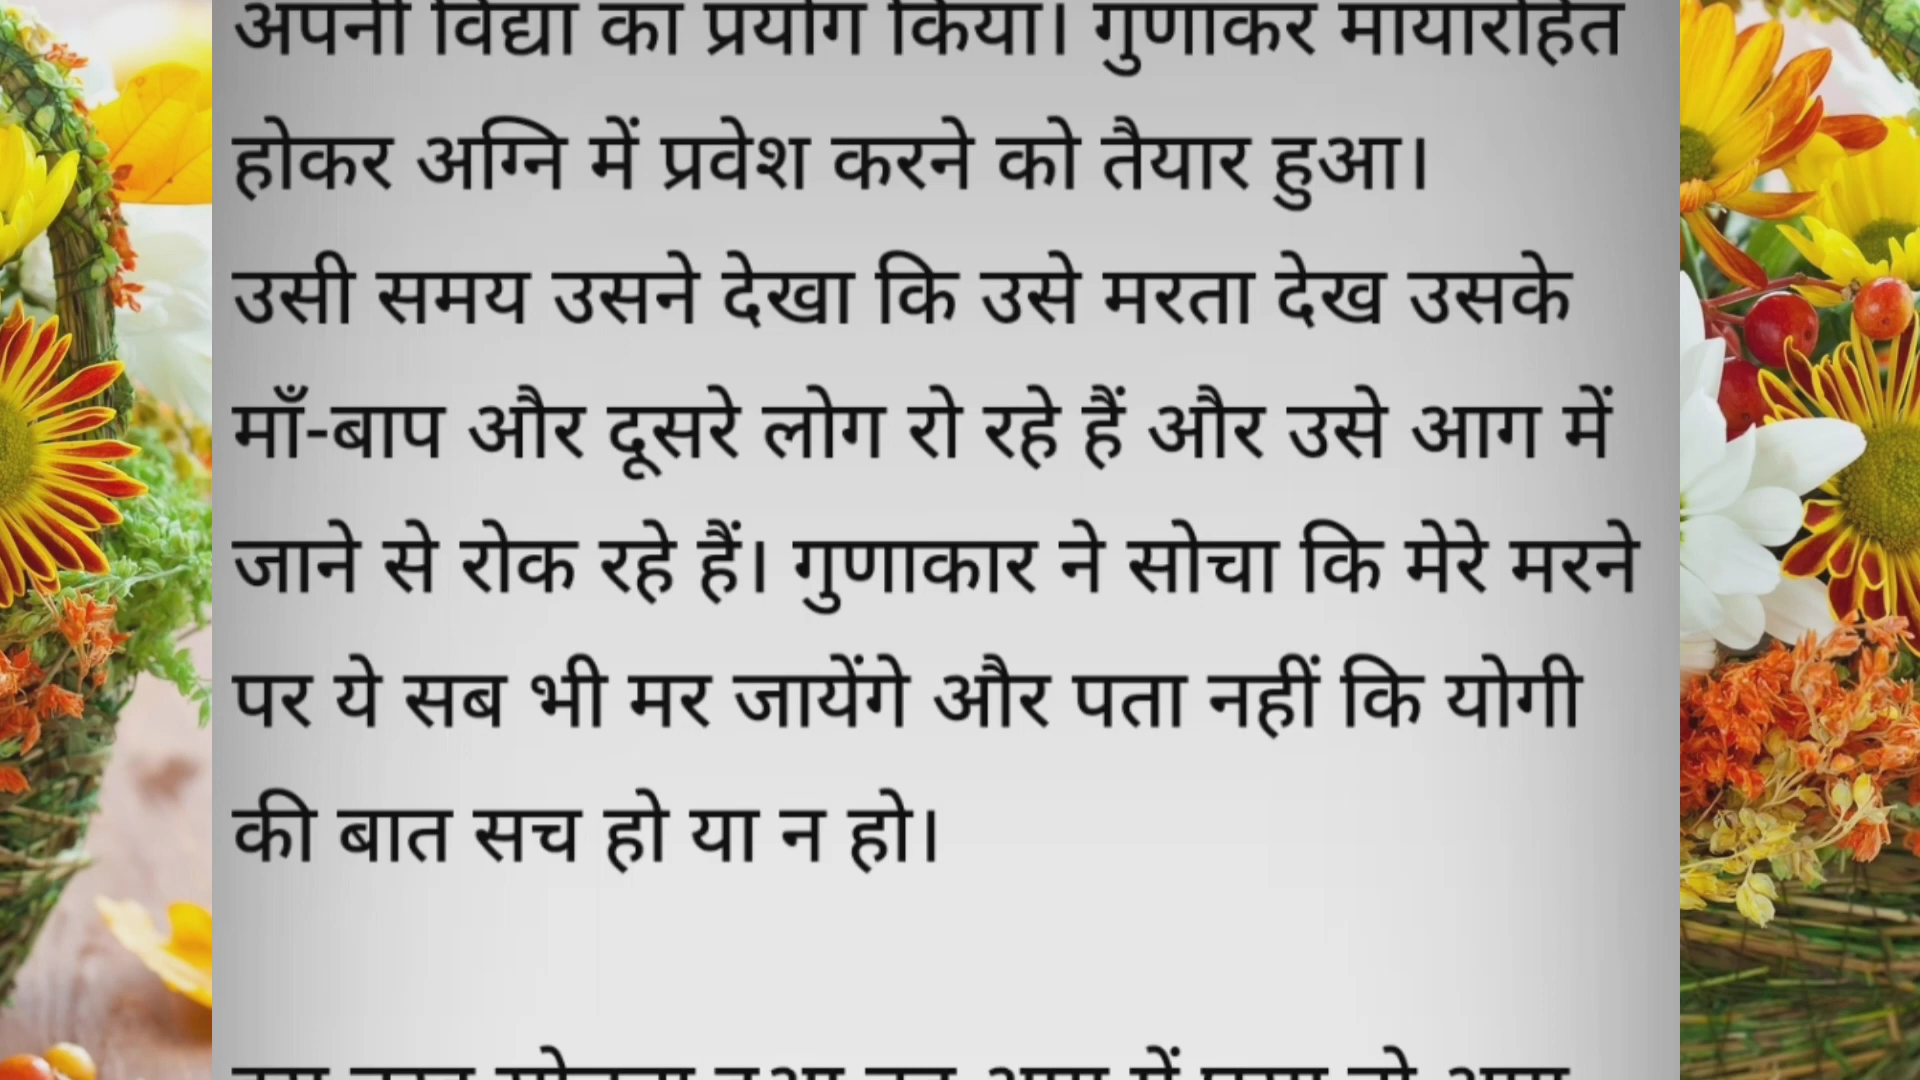 अपनी विद्या का प्रयोग किया। गुणाकर मायारहित
होकर अग्नि में प्रवेश करने को तैयार हुआ।
उसी समय उसने देखा कि उसे मरता देख उसके
माँ-बाप और दूसरे लोग रो रहे हैं और उसे आग में
जाने से रोक रहे हैं। गुणाकार ने सोचा कि मेरे मरने
पर ये सब भी मर जायेंगे और पता नहीं कि योगी
की बात सच हो या न हो।